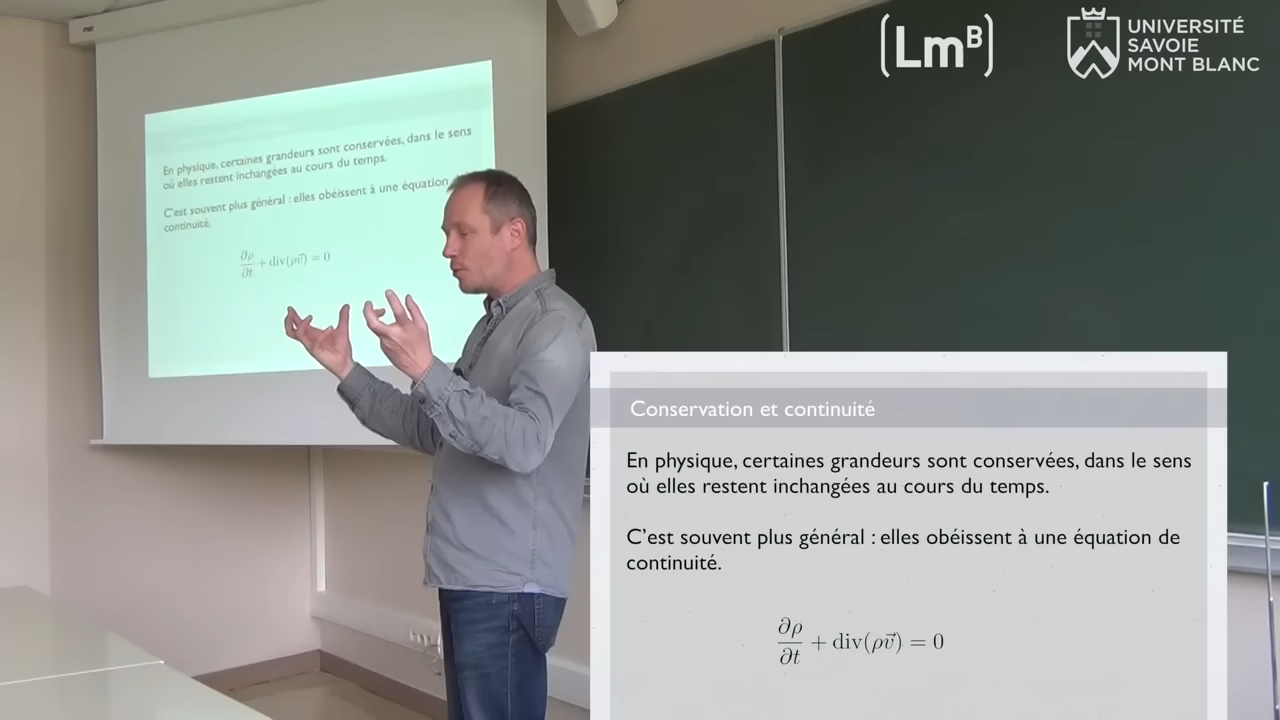 (Lm^B)
UNIVERSITÉ
SAVOIE
MONT BLANC
En physique, certaines grandeurs sont conservées, dans le sens
où elles restent inchangées au cours du temps.
C'est souvent plus général : elles obéissent à une équation
continuité.
∂ρ/∂t + div(ρv⃗) = 0
Conservation et continuité
En physique, certaines grandeurs sont conservées, dans le sens
où elles restent inchangées au cours du temps.
C'est souvent plus général : elles obéissent à une équation de
continuité.
∂ρ/∂t + div(ρv⃗) = 0